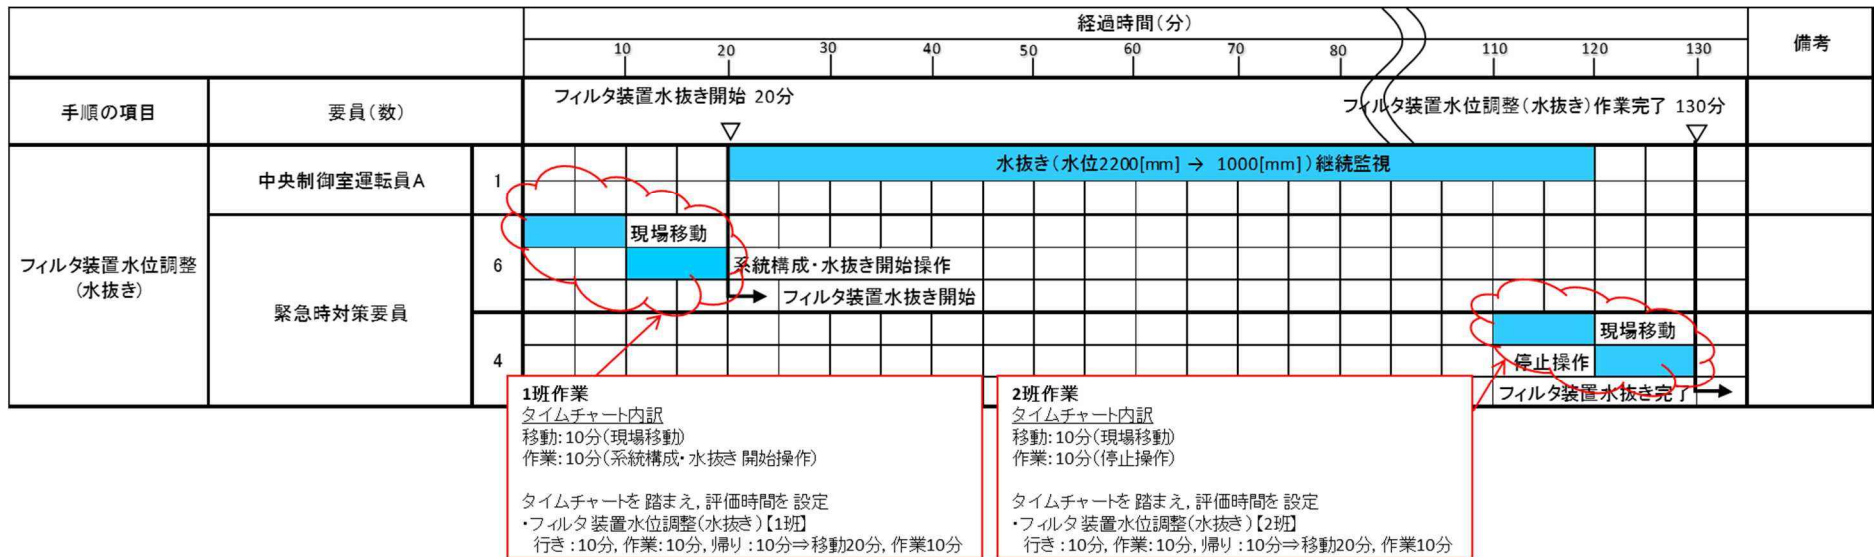 経過時間(分)
備考
10 20 30 40 50 60 70 80 110 120 130
手順の項目
要員(数)
フィルタ装置水抜き開始 20分
フィルタ装置水位調整(水抜き)作業完了 130分
フィルタ装置水位調整
(水抜き)
中央制御室運転員A
1
水抜き(水位2200[mm] → 1000[mm])継続監視
緊急時対策要員
6
現場移動
系統構成・水抜き開始操作
フィルタ装置水抜き開始
4
現場移動
停止操作
フィルタ装置水抜き完了
1班作業
タイムチャート内訳
移動:10分(現場移動)
作業:10分(系統構成・水抜き開始操作)
タイムチャートを踏まえ,評価時間を設定
・フィルタ装置水位調整(水抜き)【1班】
行き:10分,作業:10分,帰り:10分⇒移動20分,作業10分
2班作業
タイムチャート内訳
移動:10分(現場移動)
作業:10分(停止操作)
タイムチャートを踏まえ,評価時間を設定
・フィルタ装置水位調整(水抜き)【2班】
行き:10分,作業:10分,帰り:10分⇒移動20分,作業10分